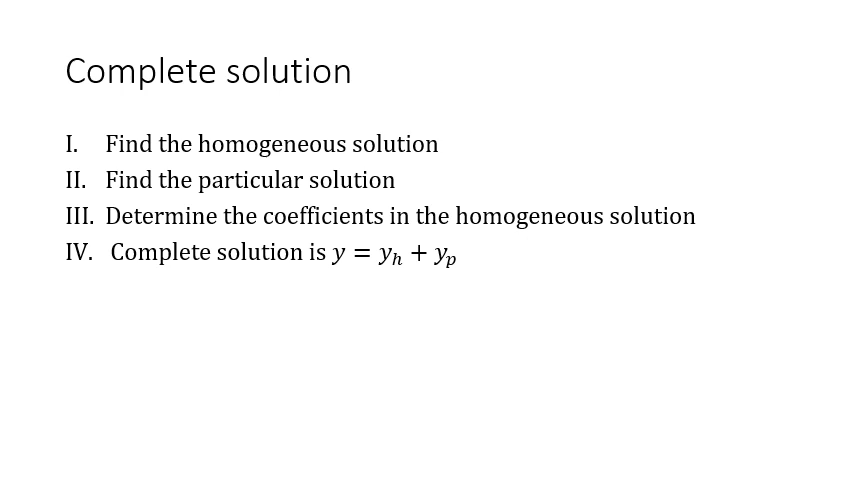 Complete solution
I. Find the homogeneous solution
II. Find the particular solution
III. Determine the coefficients in the homogeneous solution
IV. Complete solution is 𝑦 = 𝑦ₕ + 𝑦ₚ